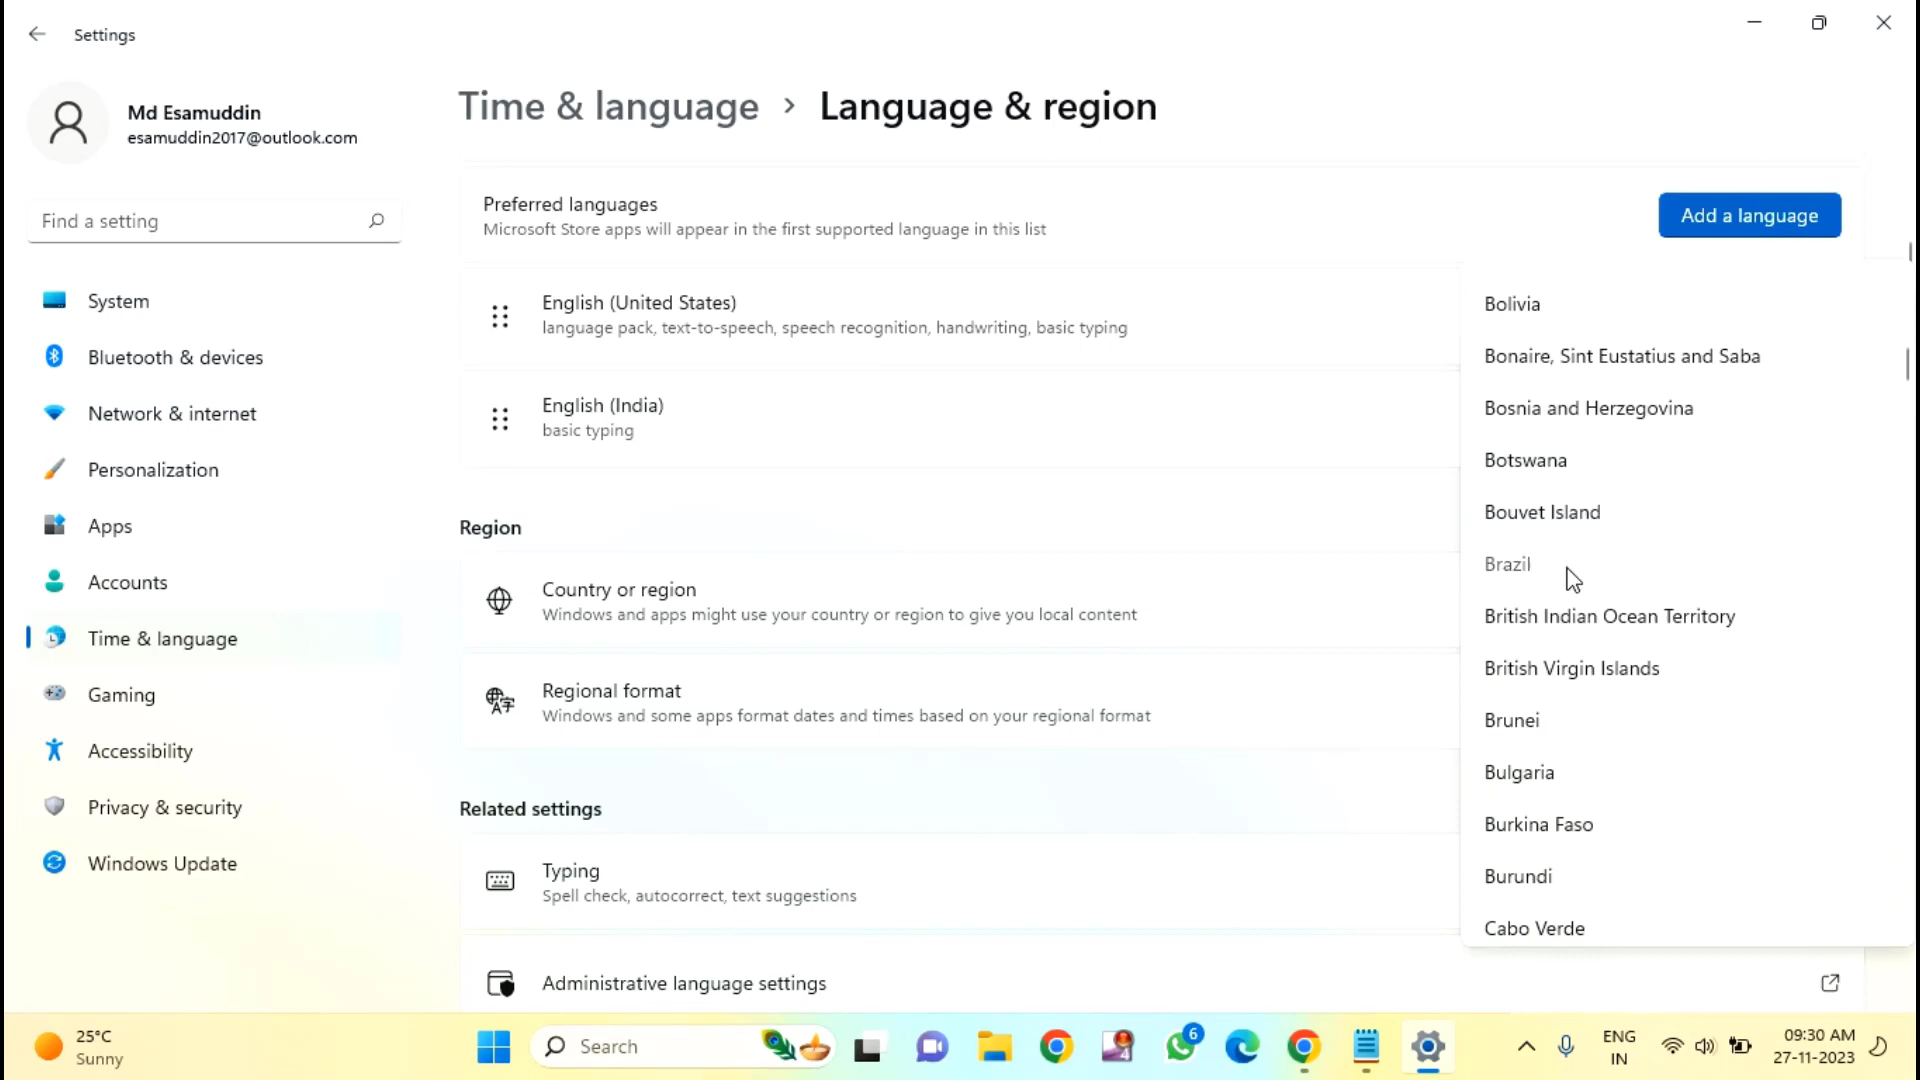 Settings
Md Esamuddin
esamuddin2017@outlook.com
Find a setting
System
Bluetooth & devices
Network & internet
Personalization
Apps
Accounts
Time & language
Gaming
Accessibility
Privacy & security
Windows Update
Time & language > Language & region
Preferred languages
Microsoft Store apps will appear in the first supported language in this list
Add a language
English (United States)
language pack, text-to-speech, speech recognition, handwriting, basic typing
English (India)
basic typing
Region
Country or region
Windows and apps might use your country or region to give you local content
Regional format
Windows and some apps format dates and times based on your regional format
Related settings
Typing
Spell check, autocorrect, text suggestions
Administrative language settings
Bolivia
Bonaire, Sint Eustatius and Saba
Bosnia and Herzegovina
Botswana
Bouvet Island
Brazil
British Indian Ocean Territory
British Virgin Islands
Brunei
Bulgaria
Burkina Faso
Burundi
Cabo Verde
25°C
Sunny
Search
4
6
ENG
IN
09:30 AM
27-11-2023